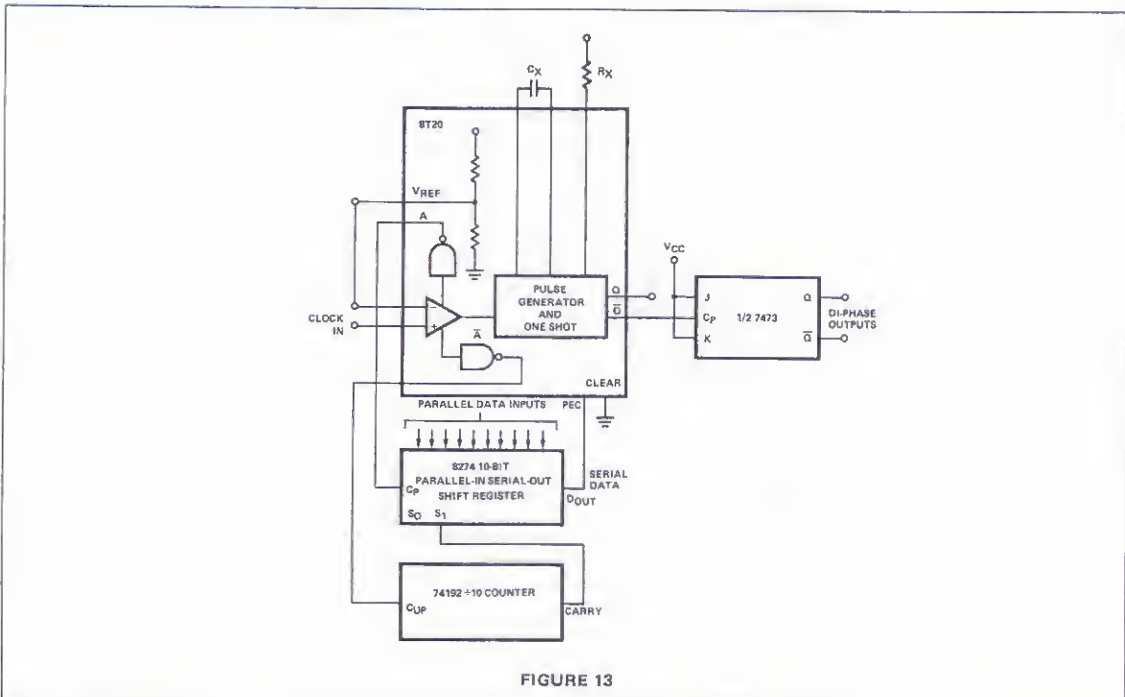 CX
RX
8T20
VREF
A
VCC
CLOCK
IN
−
+
PULSE
GENERATOR
AND
ONE SHOT
Q
Q̅
J
CP
K
1/2 7473
Q
Q̅
DI-PHASE
OUTPUTS
A̅
CLEAR
PARALLEL DATA INPUTS
PEC
8274 10-BIT
PARALLEL-IN SERIAL-OUT
SHIFT REGISTER
CP
S0 S1
DOUT
SERIAL
DATA
74192 ÷10 COUNTER
CUP
CARRY
FIGURE 13